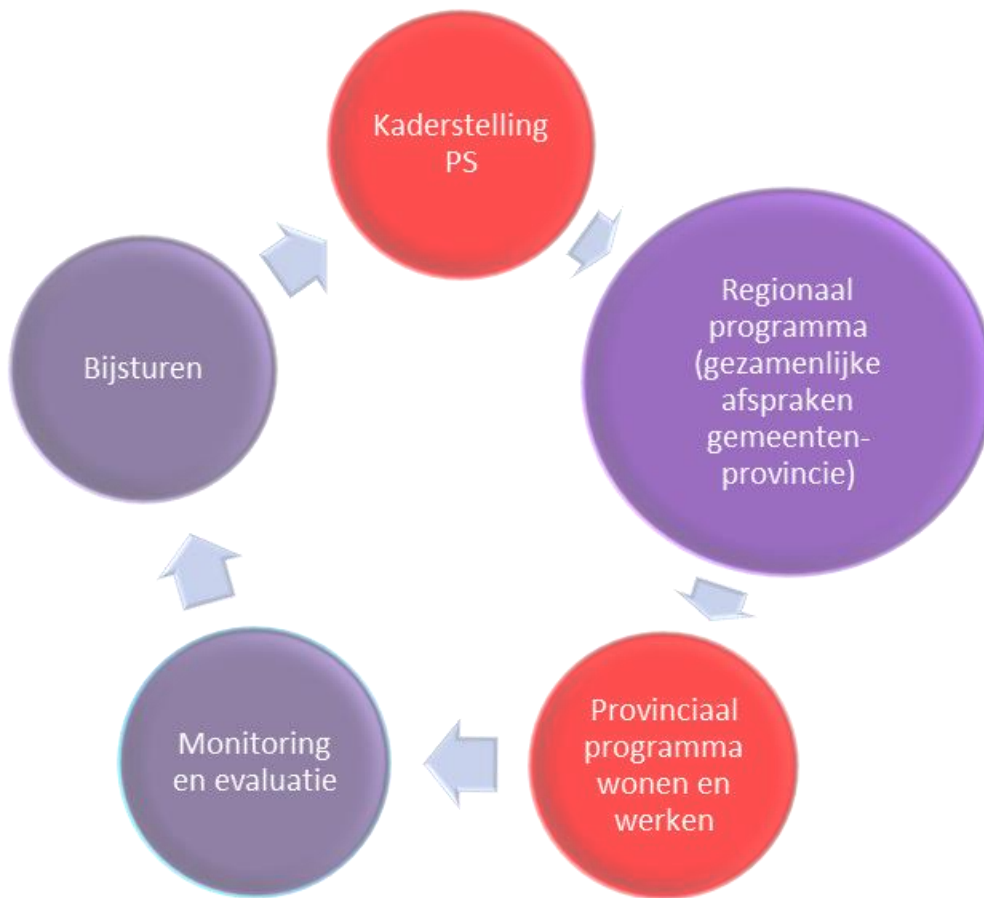 Kaderstelling
PS
Regionaal
programma
(gezamenlijke
afspraken
gemeenten-
provincie)
Provinciaal
programma
wonen en
werken
Monitoring
en evaluatie
Bijsturen